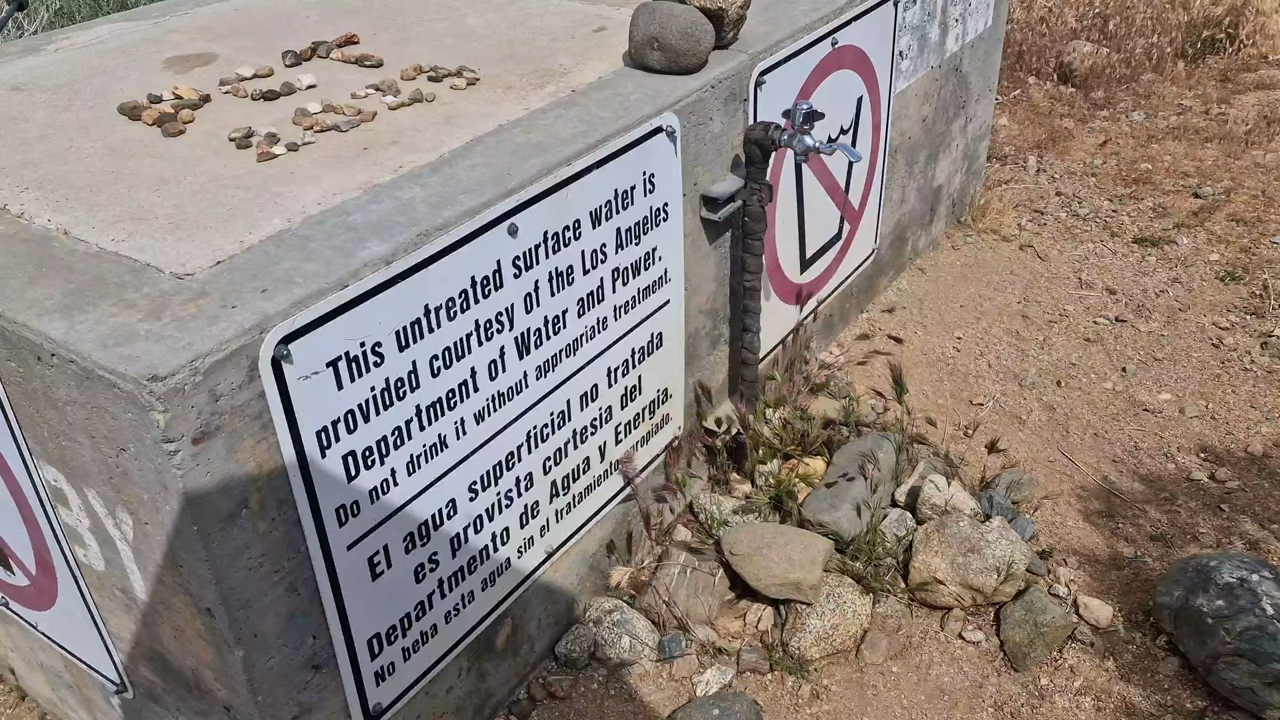 This untreated surface water is
provided courtesy of the Los Angeles
Department of Water and Power.
Do not drink it without appropriate treatment.
El agua superficial no tratada
es provista cortesia del
Departmento de Agua y Energia.
No beba esta agua sin el tratamiento